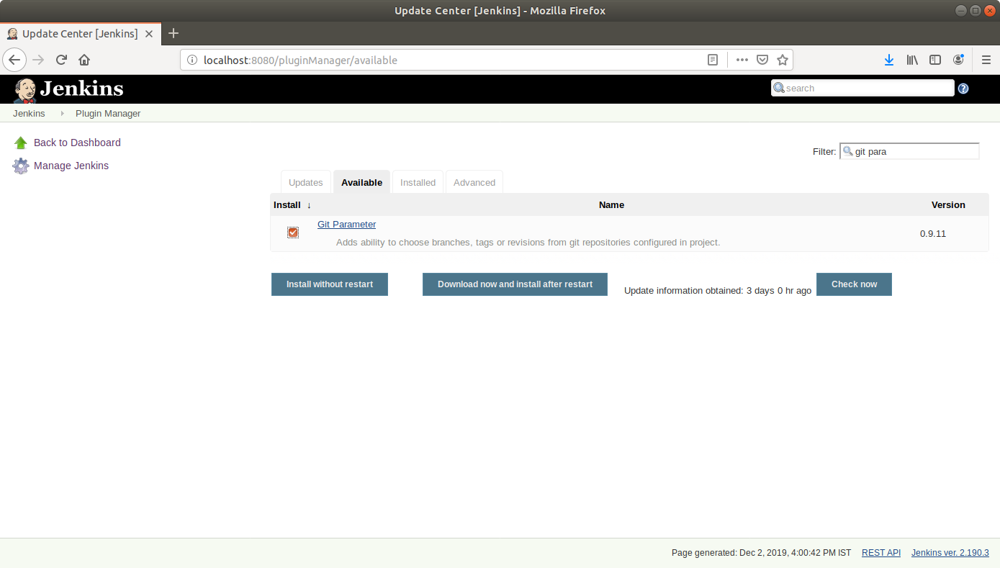 Update Center [Jenkins] - Mozilla Firefox
Update Center [Jenkins]
localhost:8080/pluginManager/available
Jenkins
search
Jenkins Plugin Manager
Back to Dashboard
Manage Jenkins
Filter: git para
Updates Available Installed Advanced
Install ↓ Name Version
Git Parameter
Adds ability to choose branches, tags or revisions from git repositories configured in project.
0.9.11
Install without restart Download now and install after restart Update information obtained: 3 days 0 hr ago Check now
Page generated: Dec 2, 2019, 4:00:42 PM IST REST API Jenkins ver. 2.190.3